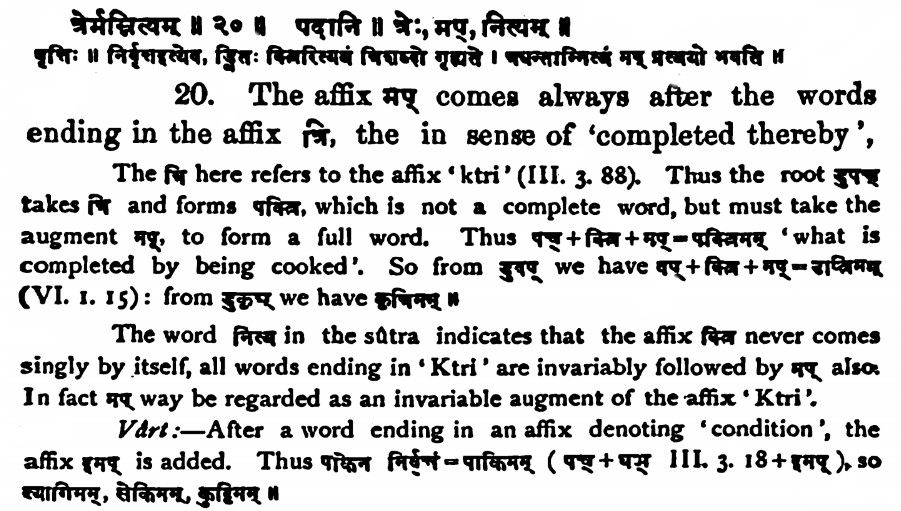 त्रेर्मम्नित्यम् ॥ २० ॥ पदानि ॥ त्रेः, मप्, नित्यम् ॥
वृत्तिः ॥ निर्वृत्तइत्येव, ड्वितः क्त्रिरित्ययं त्रिशब्दो गृह्यते । त्र्यन्तान्नित्यं मप् प्रत्ययो भवति ॥
20. The affix मप् comes always after the words
ending in the affix त्रि, the in sense of ‘completed thereby’,
The त्रि here refers to the affix ‘ktri’ (III. 3. 88). Thus the root डुपच्
takes त्रि and forms पक्त्रि, which is not a complete word, but must take the
augment मप्, to form a full word. Thus पच् + क्त्रि + मप् = पक्त्रिमम् ‘what is
completed by being cooked’. So from डुवप् we have वप् + क्त्रि + मप् =
(VI. 1. 15): from डुकृञ् we have कृत्रिमम् ॥
The word नित्य in the sûtra indicates that the affix क्त्रि never comes
singly by itself, all words ending in ‘Ktri’ are invariably followed by मप् also.
In fact मप् way be regarded as an invariable augment of the affix ‘Ktri’.
Vârt:—After a word ending in an affix denoting ‘condition’, the
affix इमप् is added. Thus पाकेन निर्वृत्तं = पाकिमम् ( पच् + घञ् III. 3. 18 + इमप् ), so
त्यागिमम्, सेकिमम्, कुट्टिमम् ॥